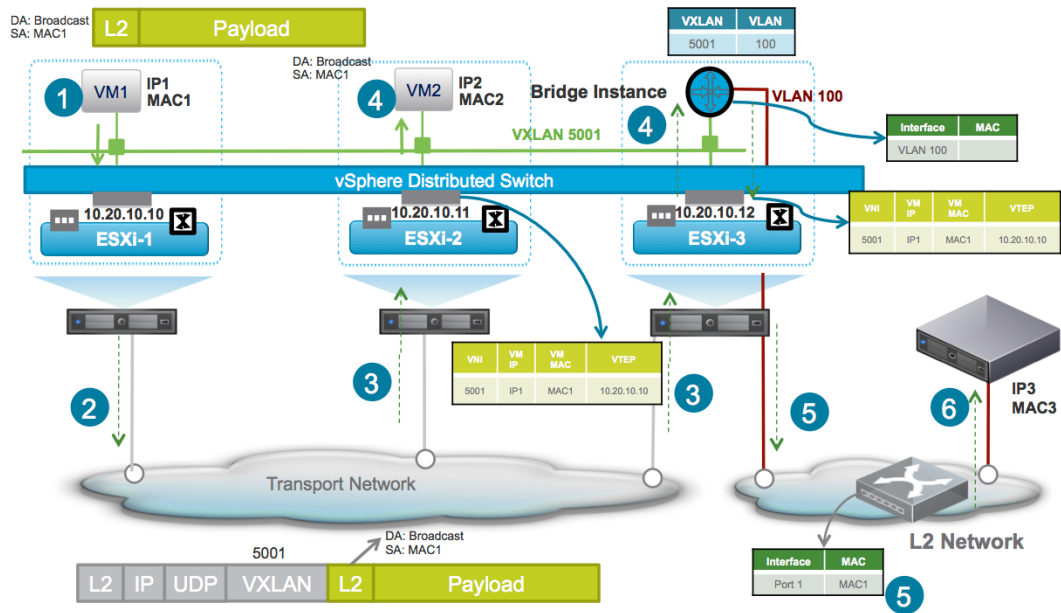 DA: Broadcast
SA: MAC1
L2 Payload
VXLAN VLAN
5001 100
DA: Broadcast
SA: MAC1
1
VM1
IP1
MAC1
4
VM2
IP2
MAC2
Bridge Instance
4
VLAN 100
VXLAN 5001
Interface MAC
VLAN 100
vSphere Distributed Switch
10.20.10.10
ESXi-1
10.20.10.11
ESXi-2
10.20.10.12
ESXi-3
VNI VM IP VM MAC VTEP
5001 IP1 MAC1 10.20.10.10
VNI VM IP VM MAC VTEP
5001 IP1 MAC1 10.20.10.10
2
3
3
5
6
IP3
MAC3
Transport Network
L2 Network
DA: Broadcast
SA: MAC1
5001
L2 IP UDP VXLAN L2 Payload
Interface MAC
Port 1 MAC1
5